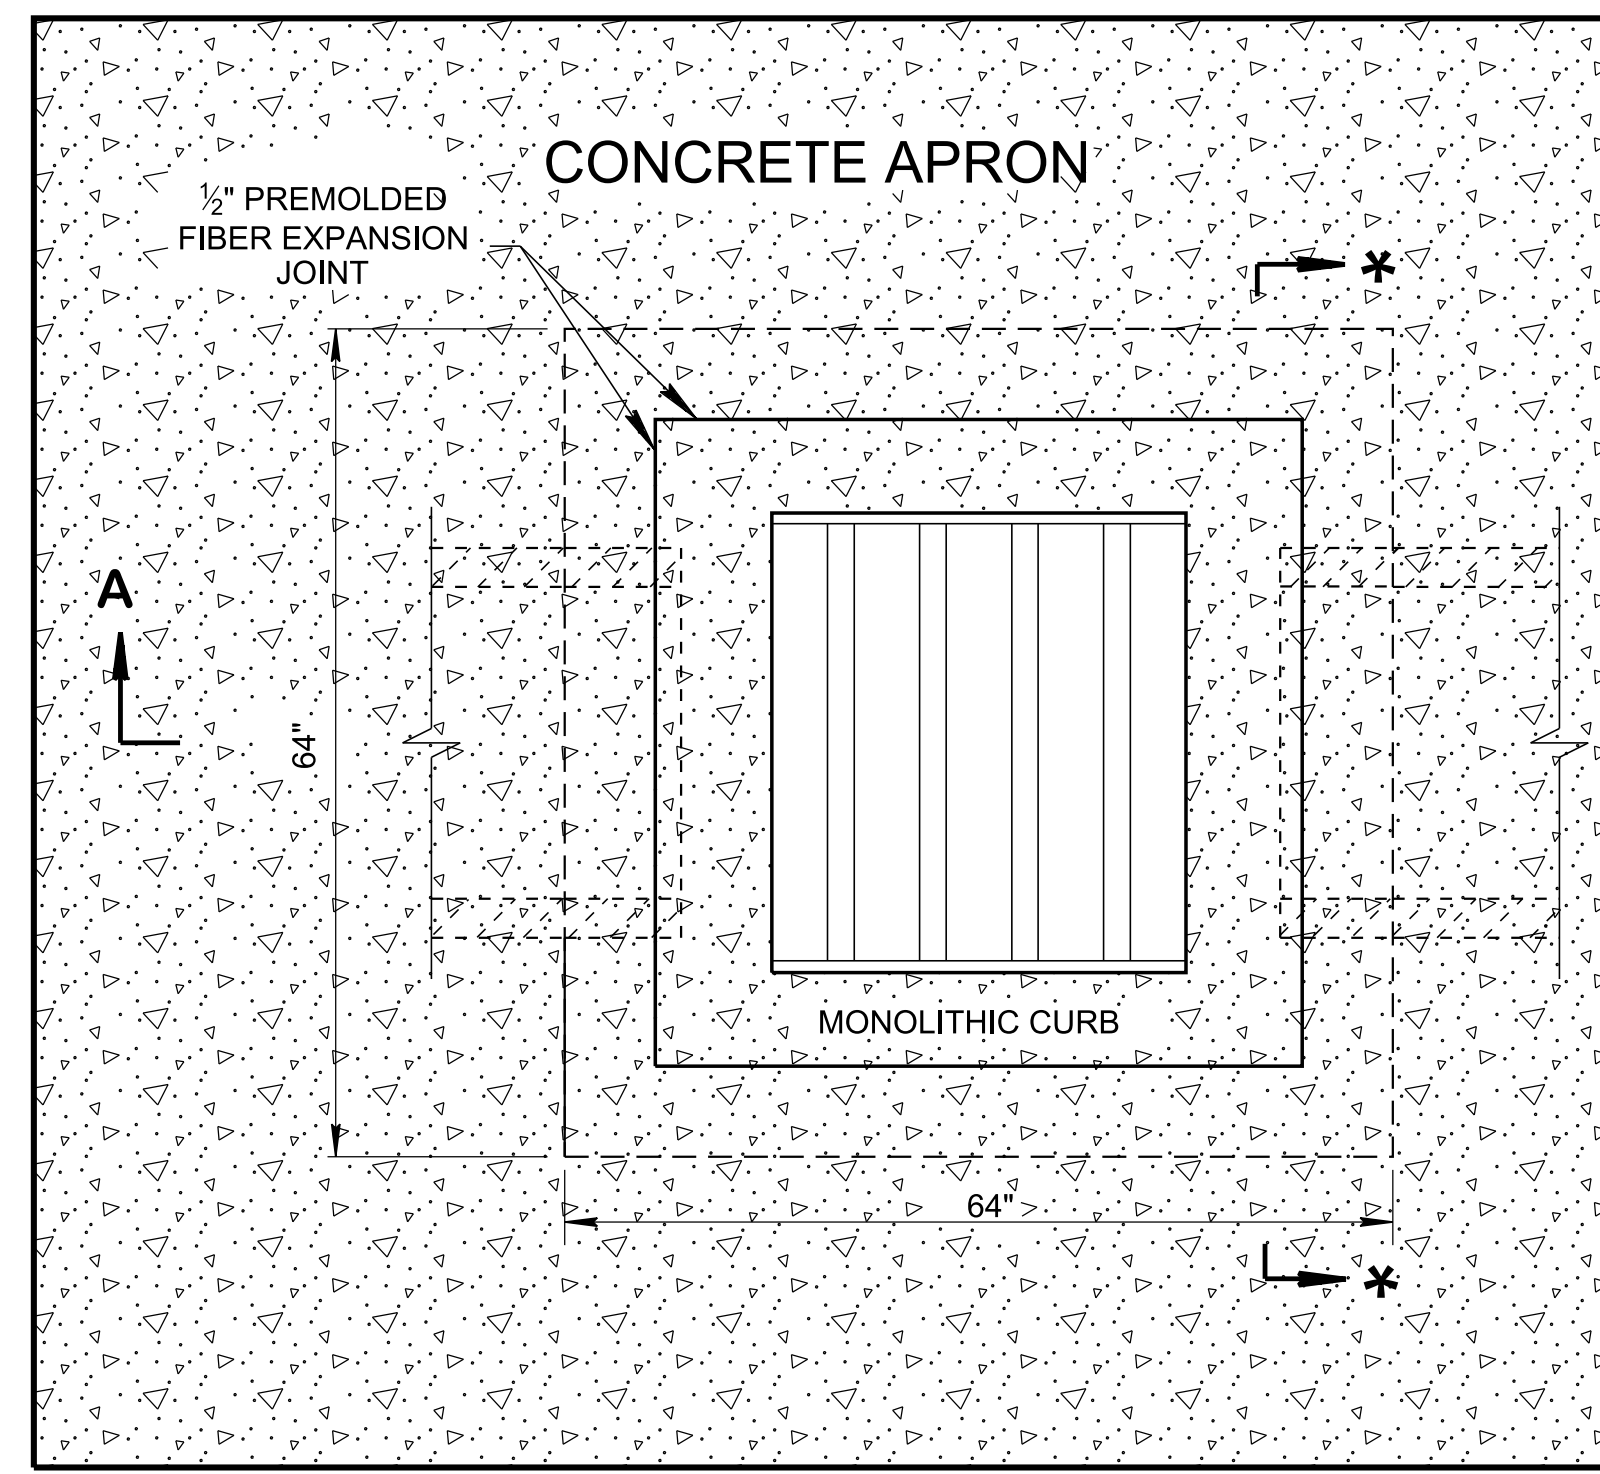 CONCRETE APRON
½" PREMOLDED
FIBER EXPANSION
JOINT
*
A
64"
MONOLITHIC CURB
64"
*